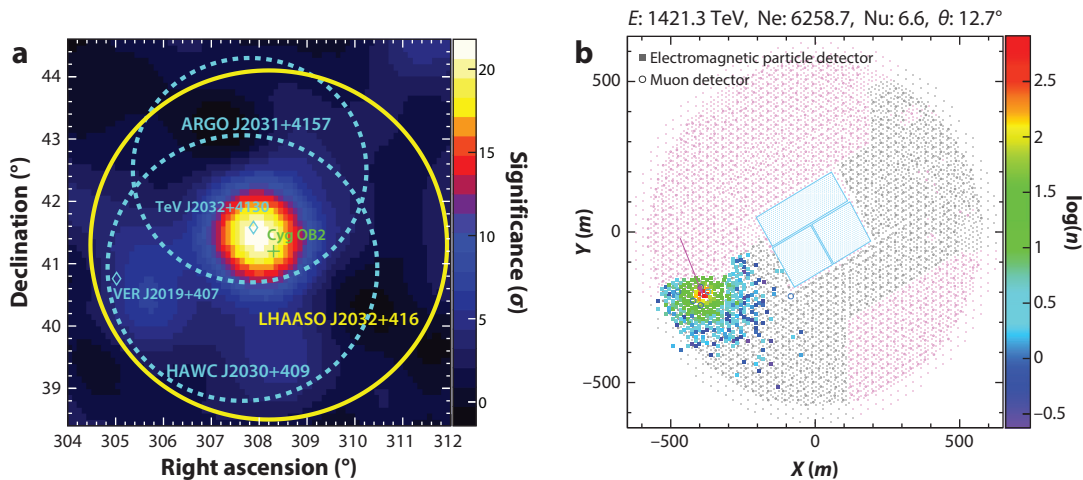 a
44
43
42
41
40
39
Declination (°)
ARGO J2031+4157
TeV J2032+4130
Cyg OB2
VER J2019+407
LHAASO J2032+416
HAWC J2030+409
304 305 306 307 308 309 310 311 312
Right ascension (°)
20
15
10
5
0
Significance (σ)
b
E: 1421.3 TeV, Ne: 6258.7, Nu: 6.6, θ: 12.7°
Electromagnetic particle detector
Muon detector
500
0
−500
Y (m)
−500 0 500
X (m)
2.5
2
1.5
1
0.5
0
−0.5
log(n)